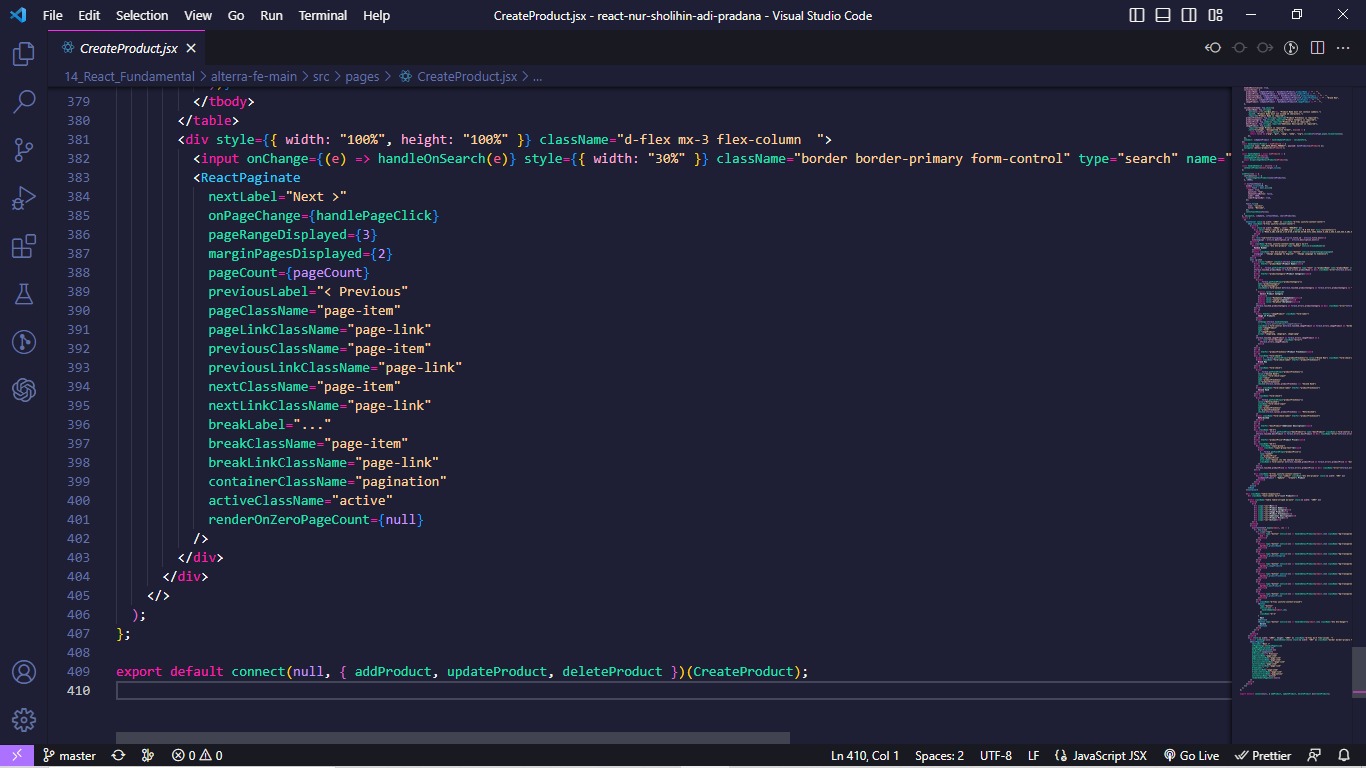 File Edit Selection View Go Run Terminal Help CreateProduct.jsx - react-nur-sholihin-adi-pradana - Visual Studio Code
CreateProduct.jsx
14_React_Fundamental > alterra-fe-main > src > pages > CreateProduct.jsx > ...
379 </tbody>
380 </table>
381 <div style={{ width: "100%", height: "100%" }} className="d-flex mx-3 flex-column  ">
382 <input onChange={(e) => handleOnSearch(e)} style={{ width: "30%" }} className="border border-primary form-control" type="search" name="
383 <ReactPaginate
384 nextLabel="Next >"
385 onPageChange={handlePageClick}
386 pageRangeDisplayed={3}
387 marginPagesDisplayed={2}
388 pageCount={pageCount}
389 previousLabel="< Previous"
390 pageClassName="page-item"
391 pageLinkClassName="page-link"
392 previousClassName="page-item"
393 previousLinkClassName="page-link"
394 nextClassName="page-item"
395 nextLinkClassName="page-link"
396 breakLabel="..."
397 breakClassName="page-item"
398 breakLinkClassName="page-link"
399 containerClassName="pagination"
400 activeClassName="active"
401 renderOnZeroPageCount={null}
402 />
403 </div>
404 </div>
405 </>
406 );
407 };
408
409 export default connect(null, { addProduct, updateProduct, deleteProduct })(CreateProduct);
410
master 0 0 Ln 410, Col 1 Spaces: 2 UTF-8 LF JavaScript JSX Go Live Prettier